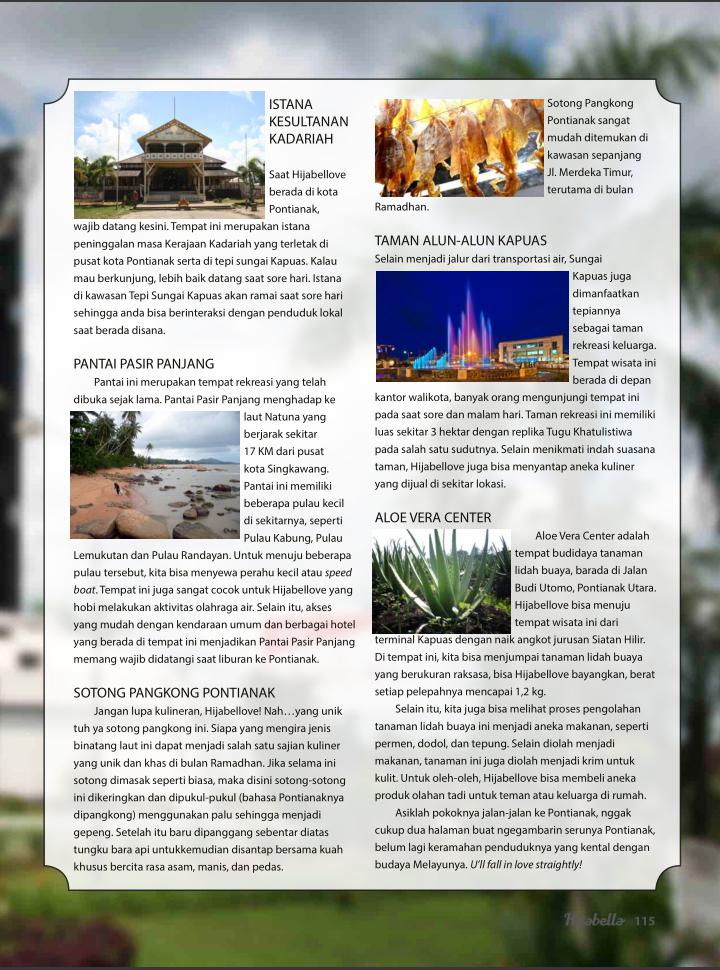 ISTANA
KESULTANAN
KADARIAH
Saat Hijabellove
berada di kota
Pontianak,
wajib datang kesini. Tempat ini merupakan istana
peninggalan masa Kerajaan Kadariah yang terletak di
pusat kota Pontianak serta di tepi sungai Kapuas. Kalau
mau berkunjung, lebih baik datang saat sore hari. Istana
di kawasan Tepi Sungai Kapuas akan ramai saat sore hari
sehingga anda bisa berinteraksi dengan penduduk lokal
saat berada disana.
PANTAI PASIR PANJANG
Pantai ini merupakan tempat rekreasi yang telah
dibuka sejak lama. Pantai Pasir Panjang menghadap ke
laut Natuna yang
berjarak sekitar
17 KM dari pusat
kota Singkawang.
Pantai ini memiliki
beberapa pulau kecil
di sekitarnya, seperti
Pulau Kabung, Pulau
Lemukutan dan Pulau Randayan. Untuk menuju beberapa
pulau tersebut, kita bisa menyewa perahu kecil atau speed
boat. Tempat ini juga sangat cocok untuk Hijabellove yang
hobi melakukan aktivitas olahraga air. Selain itu, akses
yang mudah dengan kendaraan umum dan berbagai hotel
yang berada di tempat ini menjadikan Pantai Pasir Panjang
memang wajib didatangi saat liburan ke Pontianak.
SOTONG PANGKONG PONTIANAK
Jangan lupa kulineran, Hijabellove! Nah…yang unik
tuh ya sotong pangkong ini. Siapa yang mengira jenis
binatang laut ini dapat menjadi salah satu sajian kuliner
yang unik dan khas di bulan Ramadhan. Jika selama ini
sotong dimasak seperti biasa, maka disini sotong-sotong
ini dikeringkan dan dipukul-pukul (bahasa Pontianaknya
dipangkong) menggunakan palu sehingga menjadi
gepeng. Setelah itu baru dipanggang sebentar diatas
tungku bara api untukkemudian disantap bersama kuah
khusus bercita rasa asam, manis, dan pedas.
Sotong Pangkong
Pontianak sangat
mudah ditemukan di
kawasan sepanjang
Jl. Merdeka Timur,
terutama di bulan
Ramadhan.
TAMAN ALUN-ALUN KAPUAS
Selain menjadi jalur dari transportasi air, Sungai
Kapuas juga
dimanfaatkan
tepiannya
sebagai taman
rekreasi keluarga.
Tempat wisata ini
berada di depan
kantor walikota, banyak orang mengunjungi tempat ini
pada saat sore dan malam hari. Taman rekreasi ini memiliki
luas sekitar 3 hektar dengan replika Tugu Khatulistiwa
pada salah satu sudutnya. Selain menikmati indah suasana
taman, Hijabellove juga bisa menyantap aneka kuliner
yang dijual di sekitar lokasi.
ALOE VERA CENTER
Aloe Vera Center adalah
tempat budidaya tanaman
lidah buaya, barada di Jalan
Budi Utomo, Pontianak Utara.
Hijabellove bisa menuju
tempat wisata ini dari
terminal Kapuas dengan naik angkot jurusan Siatan Hilir.
Di tempat ini, kita bisa menjumpai tanaman lidah buaya
yang berukuran raksasa, bisa Hijabellove bayangkan, berat
setiap pelepahnya mencapai 1,2 kg.
Selain itu, kita juga bisa melihat proses pengolahan
tanaman lidah buaya ini menjadi aneka makanan, seperti
permen, dodol, dan tepung. Selain diolah menjadi
makanan, tanaman ini juga diolah menjadi krim untuk
kulit. Untuk oleh-oleh, Hijabellove bisa membeli aneka
produk olahan tadi untuk teman atau keluarga di rumah.
Asiklah pokoknya jalan-jalan ke Pontianak, nggak
cukup dua halaman buat ngegambarin serunya Pontianak,
belum lagi keramahan penduduknya yang kental dengan
budaya Melayunya. U'll fall in love straightly!
Hijabella 115